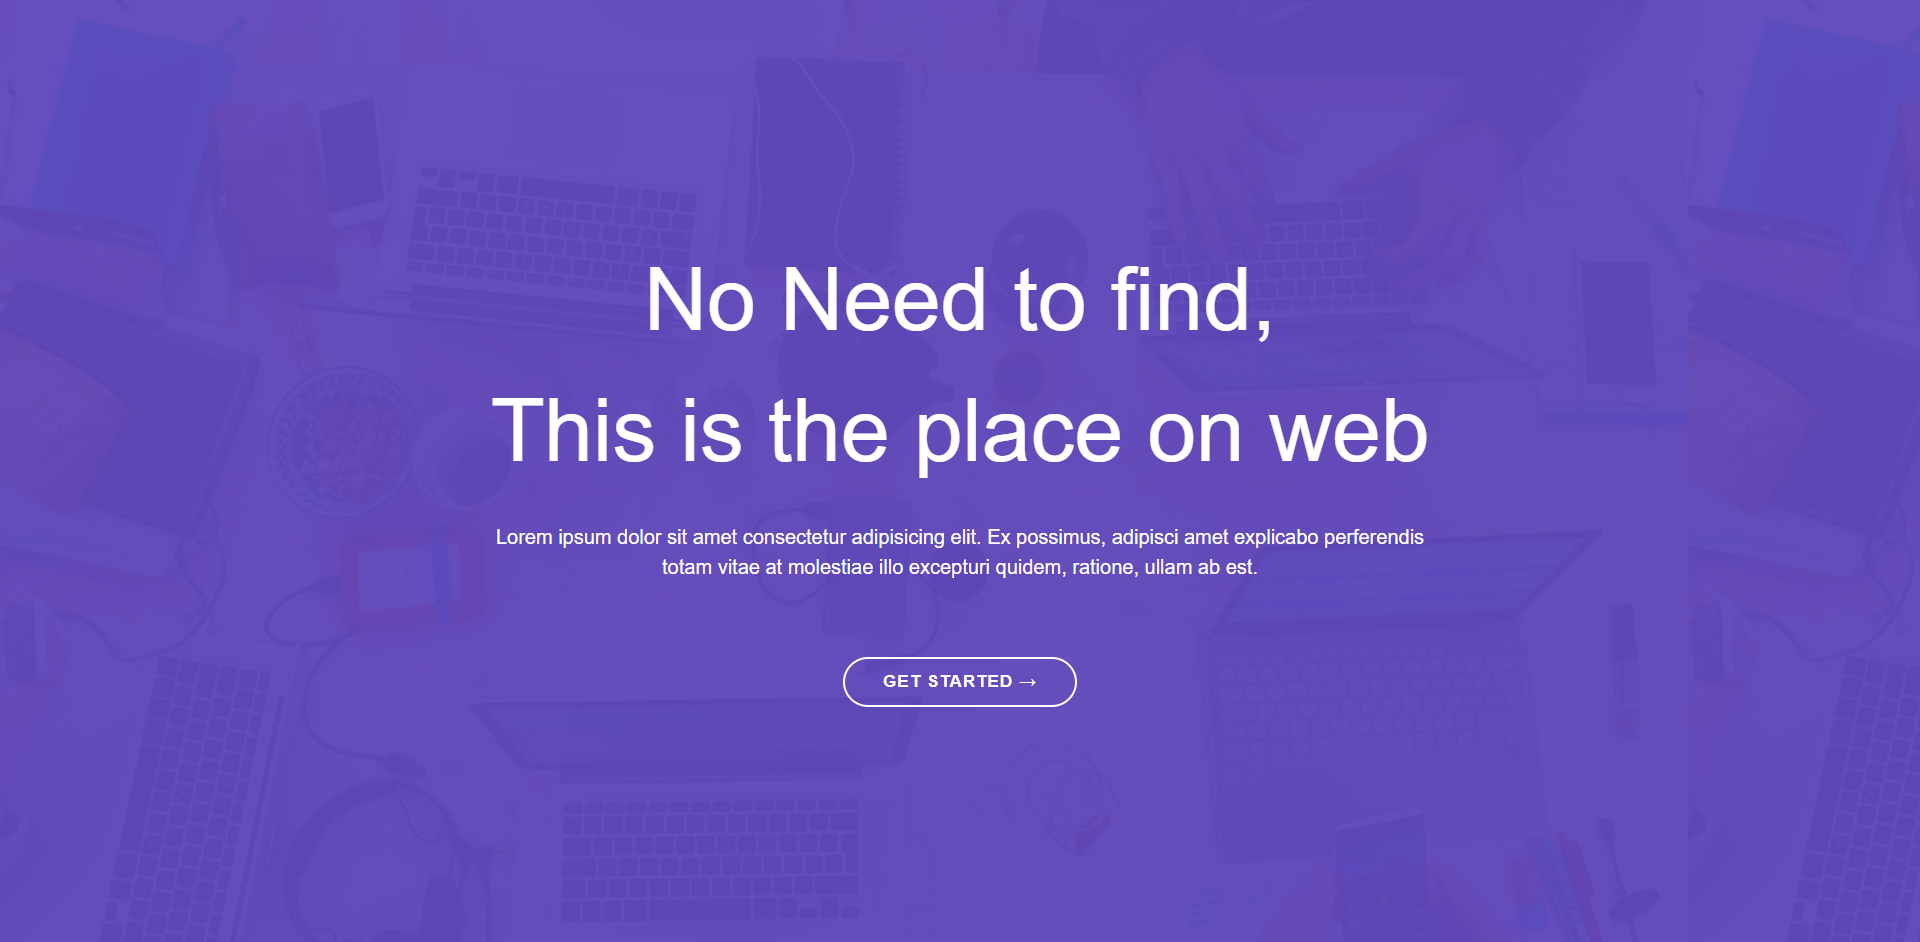 No Need to find,
This is the place on web
Lorem ipsum dolor sit amet consectetur adipisicing elit. Ex possimus, adipisci amet explicabo perferendis
totam vitae at molestiae illo excepturi quidem, ratione, ullam ab est.
GET STARTED →